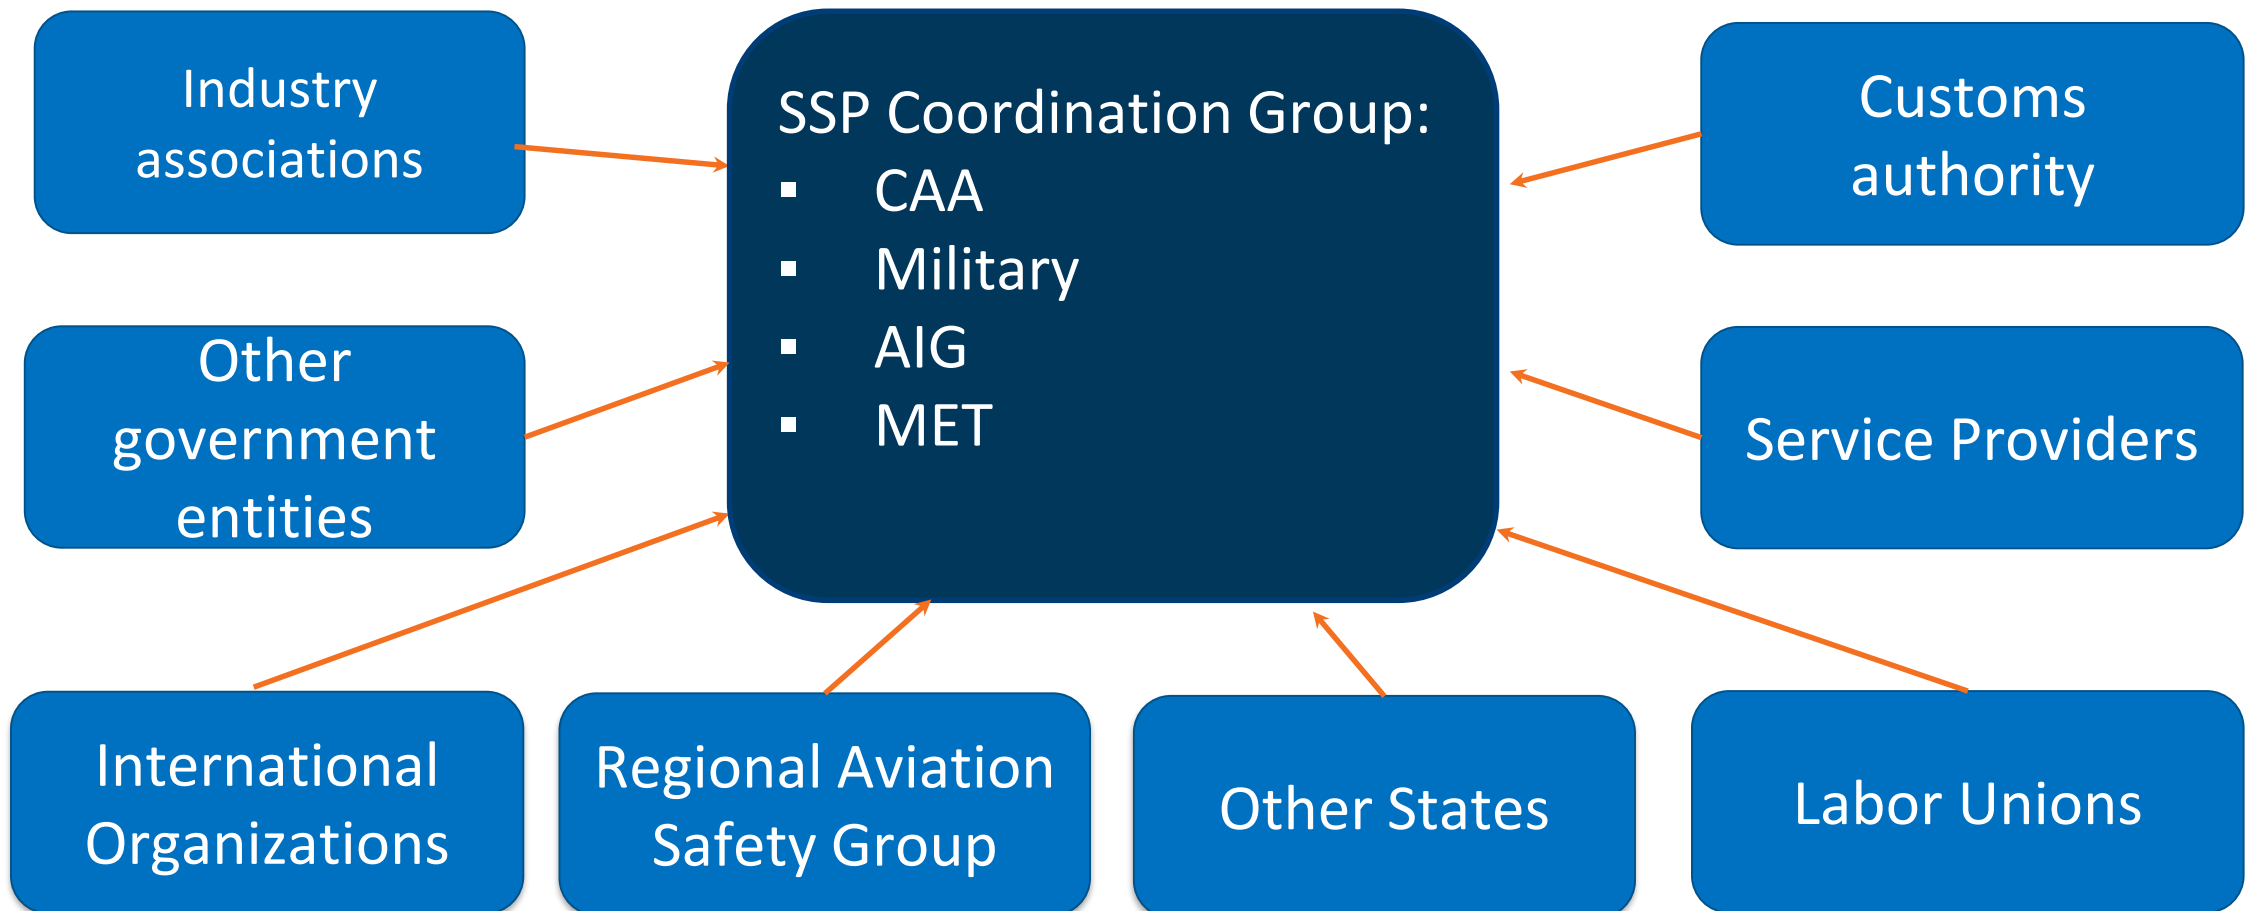 Industry
associations
SSP Coordination Group:
▪ CAA
▪ Military
▪ AIG
▪ MET
Customs
authority
Other
government
entities
Service Providers
International
Organizations
Regional Aviation
Safety Group
Other States
Labor Unions